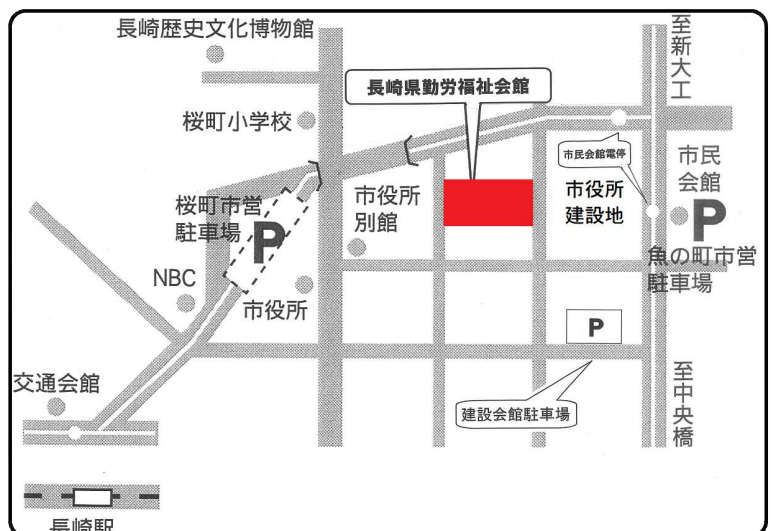 長崎歴史文化博物館
至新大工
長崎県勤労福祉会館
桜町小学校
市民会館電停
市民
会館
P
桜町市営
駐車場
P
市役所
別館
市役所
建設地
魚の町市営
駐車場
NBC
市役所
P
交通会館
建設会館駐車場
至中央橋
長崎駅